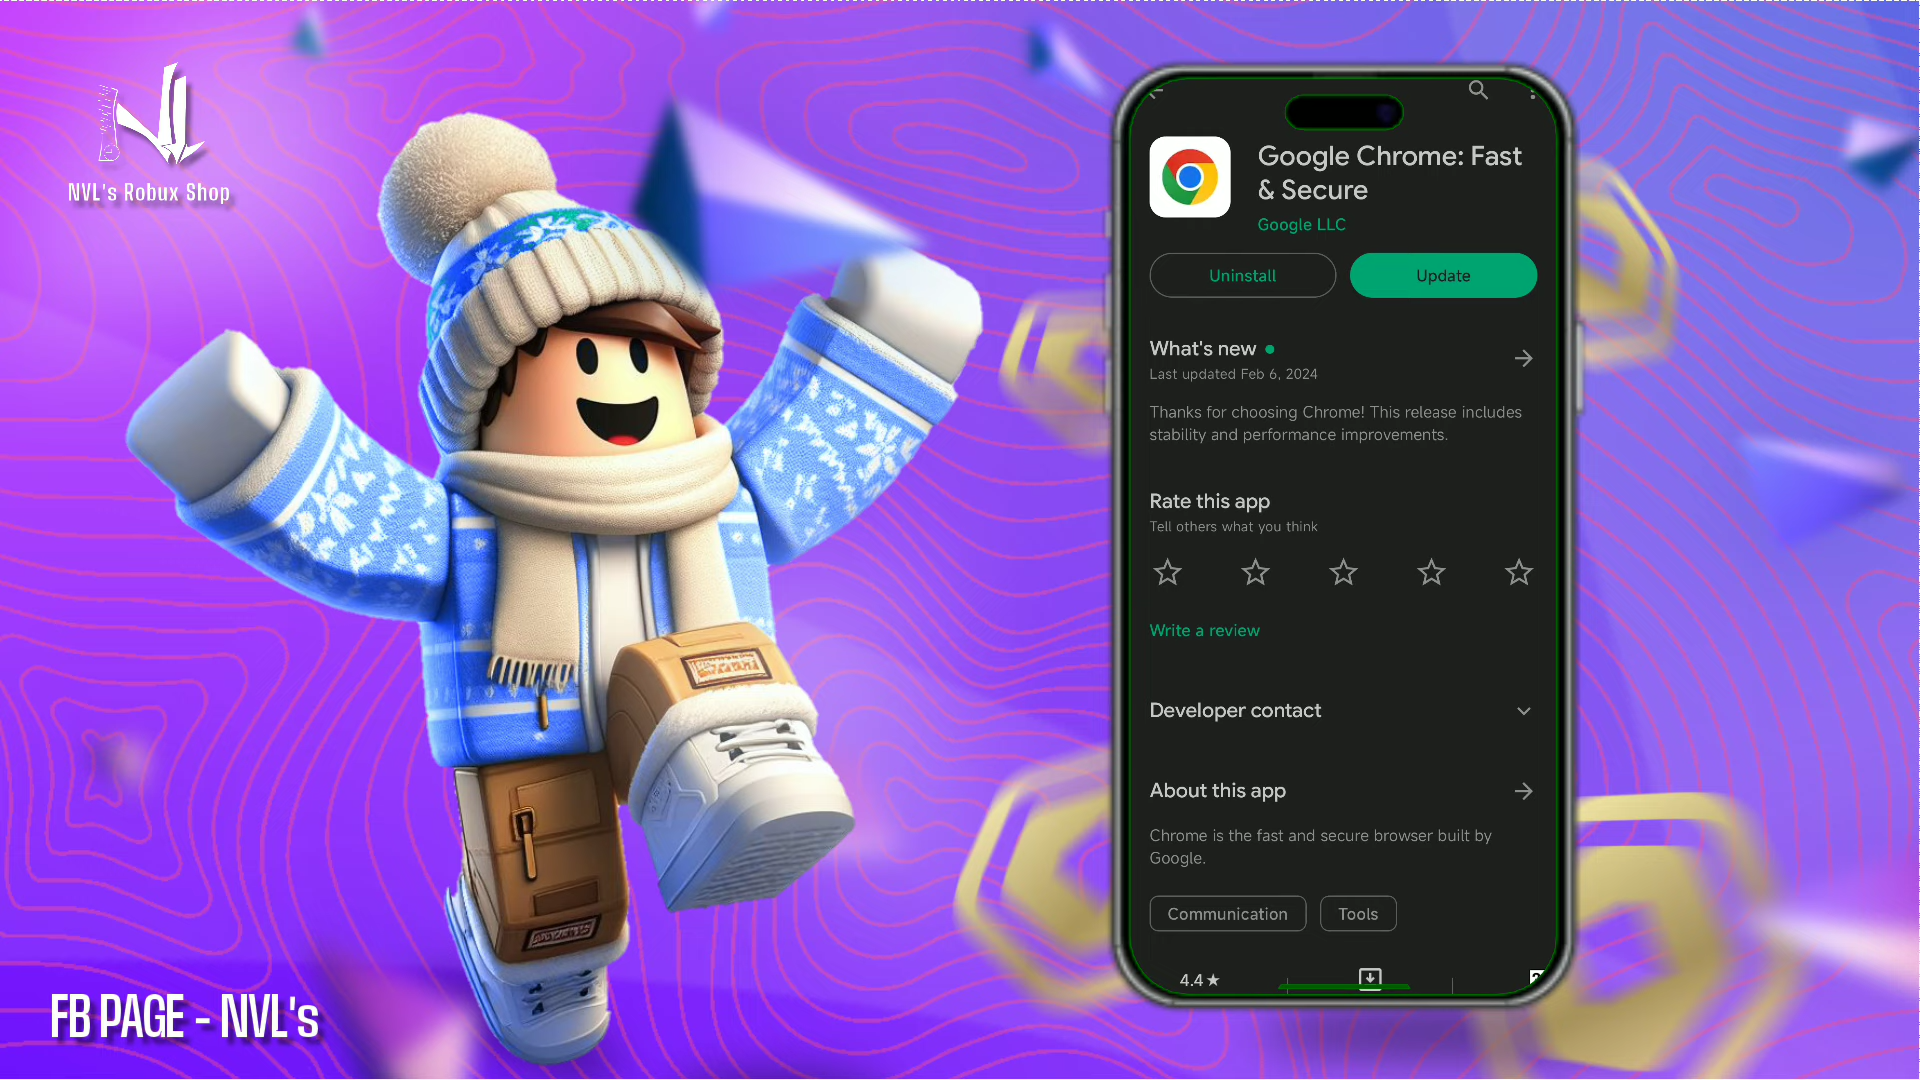 NVL's Robux Shop
FB PAGE - NVL's
Google Chrome: Fast
& Secure
Google LLC
Uninstall
Update
What's new
Last updated Feb 6, 2024
Thanks for choosing Chrome! This release includes
stability and performance improvements.
Rate this app
Tell others what you think
Write a review
Developer contact
About this app
Chrome is the fast and secure browser built by
Google.
Communication
Tools
4.4★